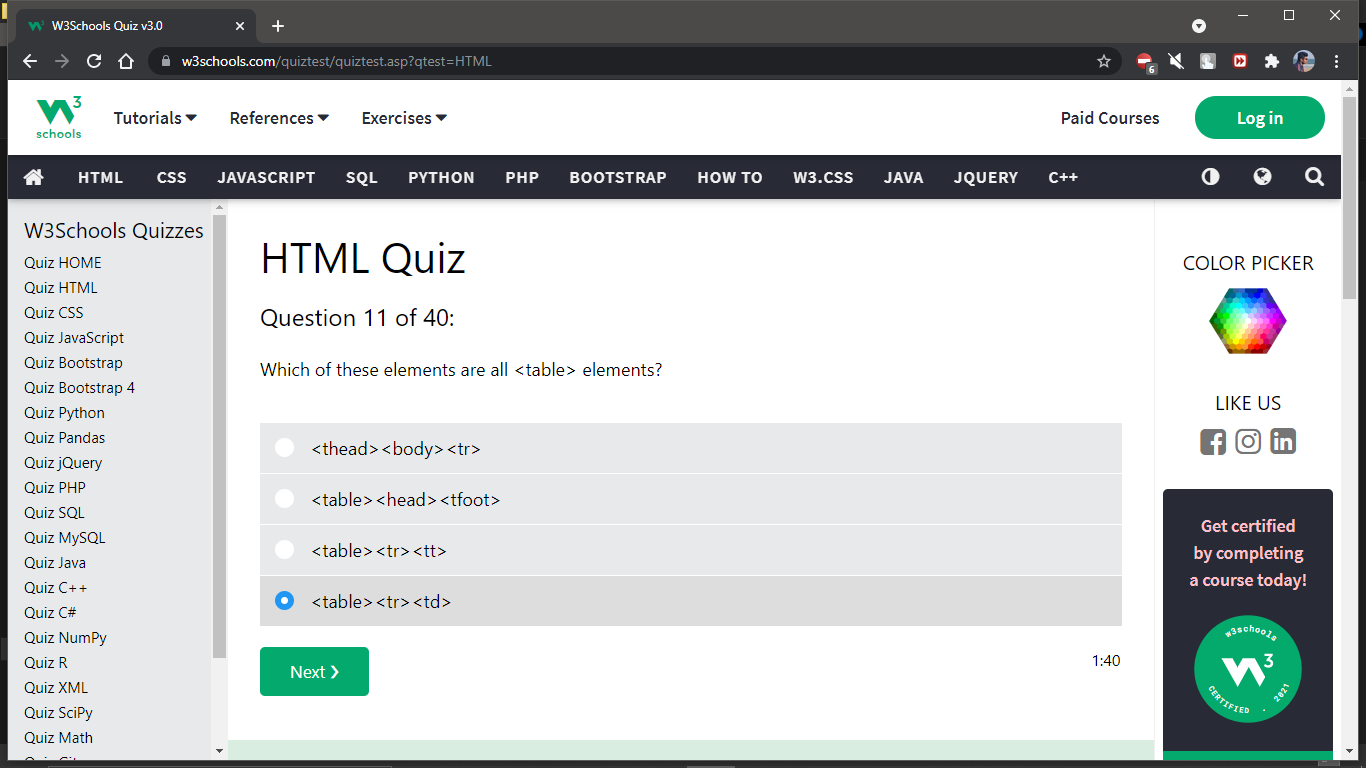 W3Schools Quiz v3.0
w3schools.com/quiztest/quiztest.asp?qtest=HTML
6
W3
schools
Tutorials
References
Exercises
Paid Courses
Log in
HTML CSS JAVASCRIPT SQL PYTHON PHP BOOTSTRAP HOW TO W3.CSS JAVA JQUERY C++
W3Schools Quizzes
Quiz HOME
Quiz HTML
Quiz CSS
Quiz JavaScript
Quiz Bootstrap
Quiz Bootstrap 4
Quiz Python
Quiz Pandas
Quiz jQuery
Quiz PHP
Quiz SQL
Quiz MySQL
Quiz Java
Quiz C++
Quiz C#
Quiz NumPy
Quiz R
Quiz XML
Quiz SciPy
Quiz Math
HTML Quiz
Question 11 of 40:
Which of these elements are all <table> elements?
<thead><body><tr>
<table><head><tfoot>
<table><tr><tt>
<table><tr><td>
Next ❯
1:40
COLOR PICKER
LIKE US
Get certified
by completing
a course today!
w3schools
W3
CERTIFIED . 2021